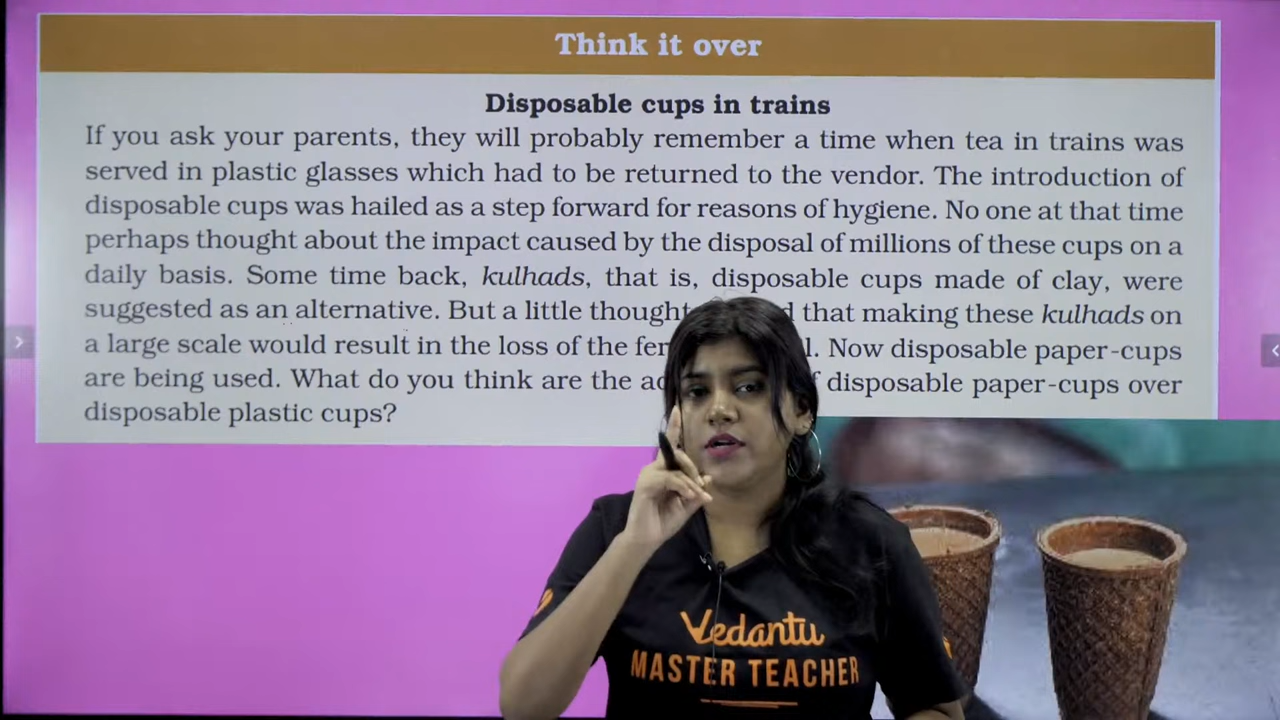 Think it over
Disposable cups in trains
If you ask your parents, they will probably remember a time when tea in trains was
served in plastic glasses which had to be returned to the vendor. The introduction of
disposable cups was hailed as a step forward for reasons of hygiene. No one at that time
perhaps thought about the impact caused by the disposal of millions of these cups on a
daily basis. Some time back, kulhads, that is, disposable cups made of clay, were
suggested as an alternative. But a little thought that making these kulhads on
a large scale would result in the loss of the Now disposable paper-cups
are being used. What do you think are the disposable paper-cups over
disposable plastic cups?
Vedantu
MASTER TEACHER